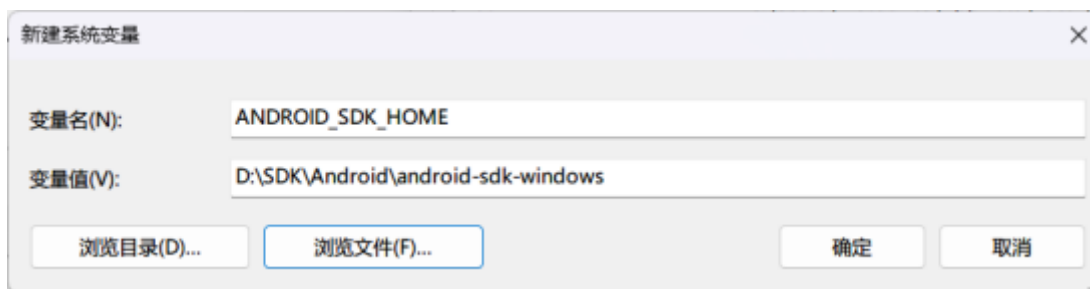 新建系统变量
变量名(N): ANDROID_SDK_HOME
变量值(V): D:\SDK\Android\android-sdk-windows
浏览目录(D)... 浏览文件(F)... 确定 取消